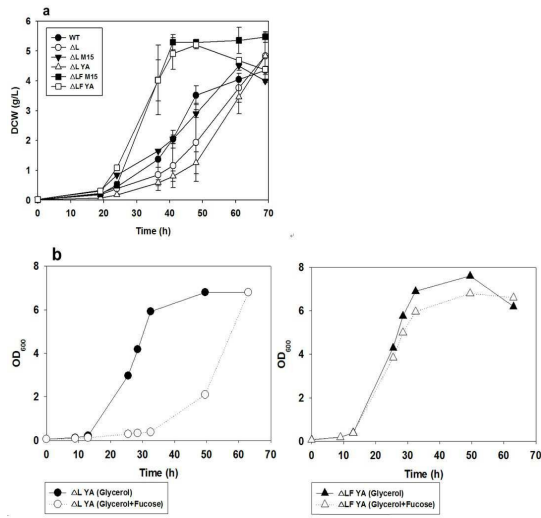 a
WT
ΔL
ΔL M15
ΔL YA
ΔLF M15
ΔLF YA
DCW (g/L)
6
5
4
3
2
1
0
0 10 20 30 40 50 60 70
Time (h)
b
OD600
8
6
4
2
0
0 10 20 30 40 50 60 70
Time (h)
ΔL YA (Glycerol)
ΔL YA (Glycerol+Fucose)
OD600
8
6
4
2
0
0 10 20 30 40 50 60 70
Time (h)
ΔLF YA (Glycerol)
ΔLF YA (Glycerol+Fucose)